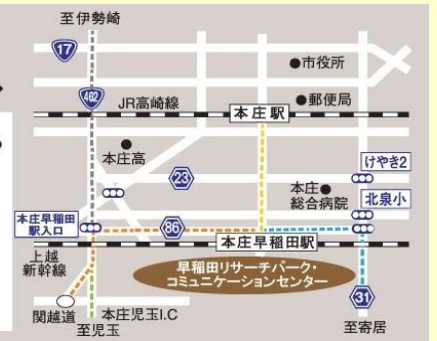 至伊勢崎
17
●市役所
462
JR高崎線
●郵便局
本庄駅
●
本庄高
けやき2
23
本庄●
総合病院
北泉小
本庄早稲田
駅入口
86
本庄早稲田駅
上越
新幹線
早稲田リサーチパーク・
コミュニケーションセンター
31
関越道
本庄児玉I.C
至児玉
至寄居